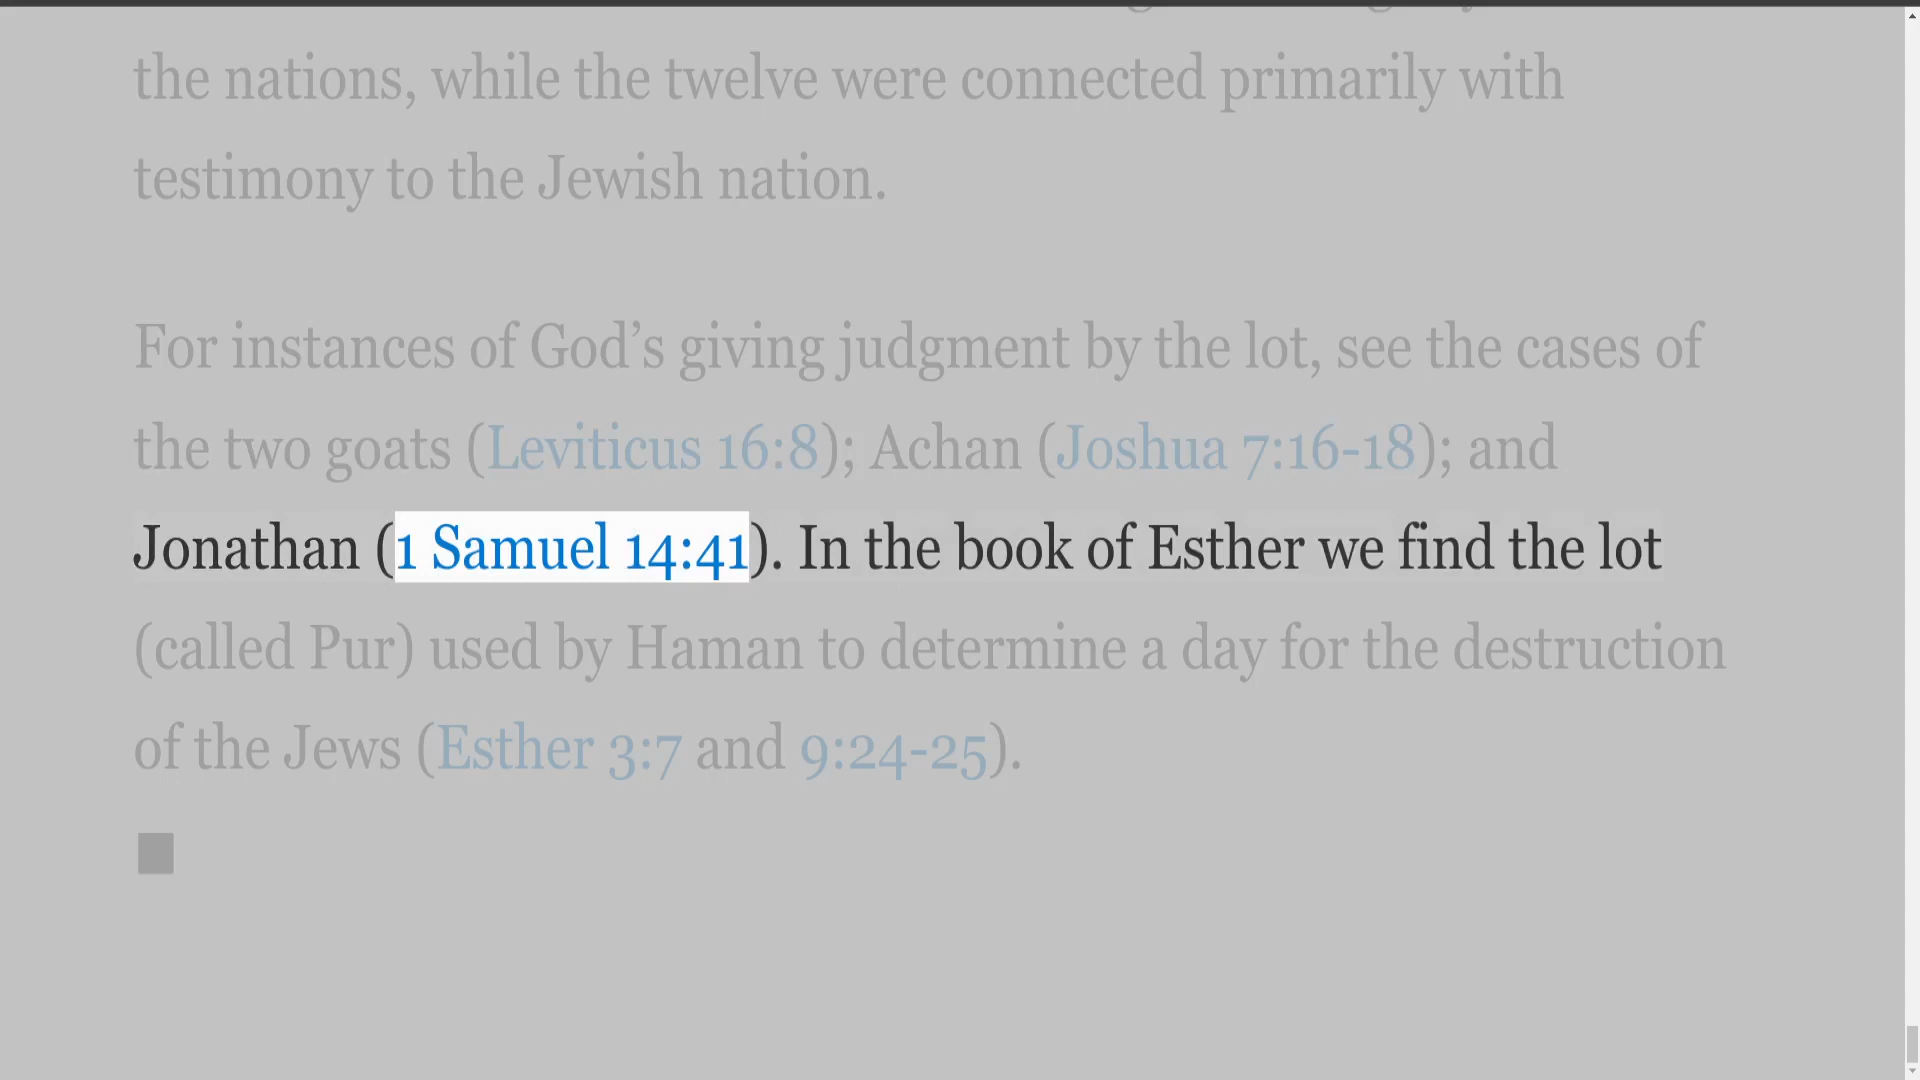 the nations, while the twelve were connected primarily with
testimony to the Jewish nation.
For instances of God’s giving judgment by the lot, see the cases of
the two goats (Leviticus 16:8); Achan (Joshua 7:16-18); and
Jonathan (1 Samuel 14:41). In the book of Esther we find the lot
(called Pur) used by Haman to determine a day for the destruction
of the Jews (Esther 3:7 and 9:24-25).